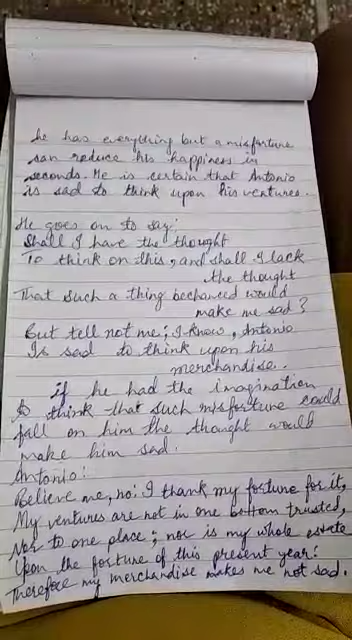 he has everything but a misfortune
can reduce his happiness in
seconds. He is certain that Antonio
is sad to think upon his ventures.
He goes on to say:
Shall I have the thought
To think on this, and shall I lack
the thought
That such a thing bechanced would
make me sad?
But tell not me; I know, Antonio
Is sad to think upon his
merchandise.
if he had the imagination
to think that such misfortune could
fall on him the thought would
make him sad.
Antonio:
Believe me, no: I thank my fortune for it,
My ventures are not in one bottom trusted,
Nor to one place; nor is my whole estate
Upon the fortune of this present year:
Therefore my merchandise makes me not sad.